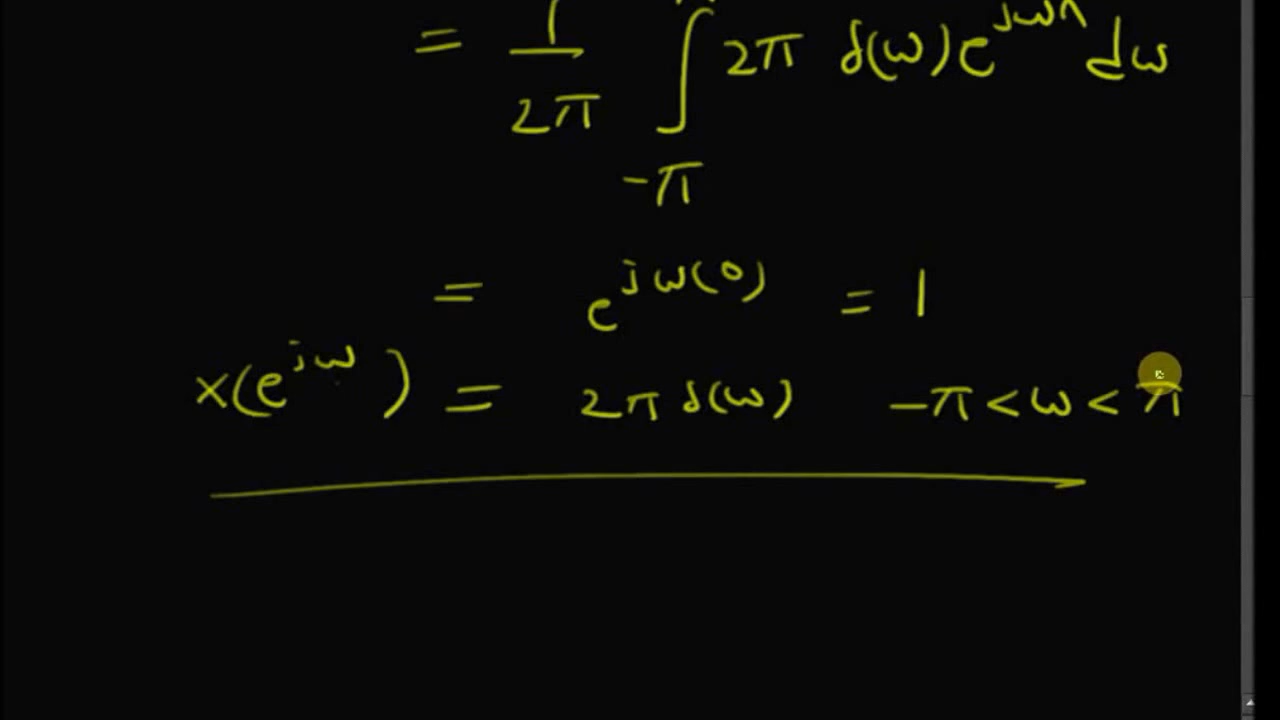 = 1/2π ∫_{-π}^{π} 2π δ(ω) e^{jωn} dω
= e^{jω(0)} = 1
x(e^{jω}) = 2π δ(ω) -π < ω < π